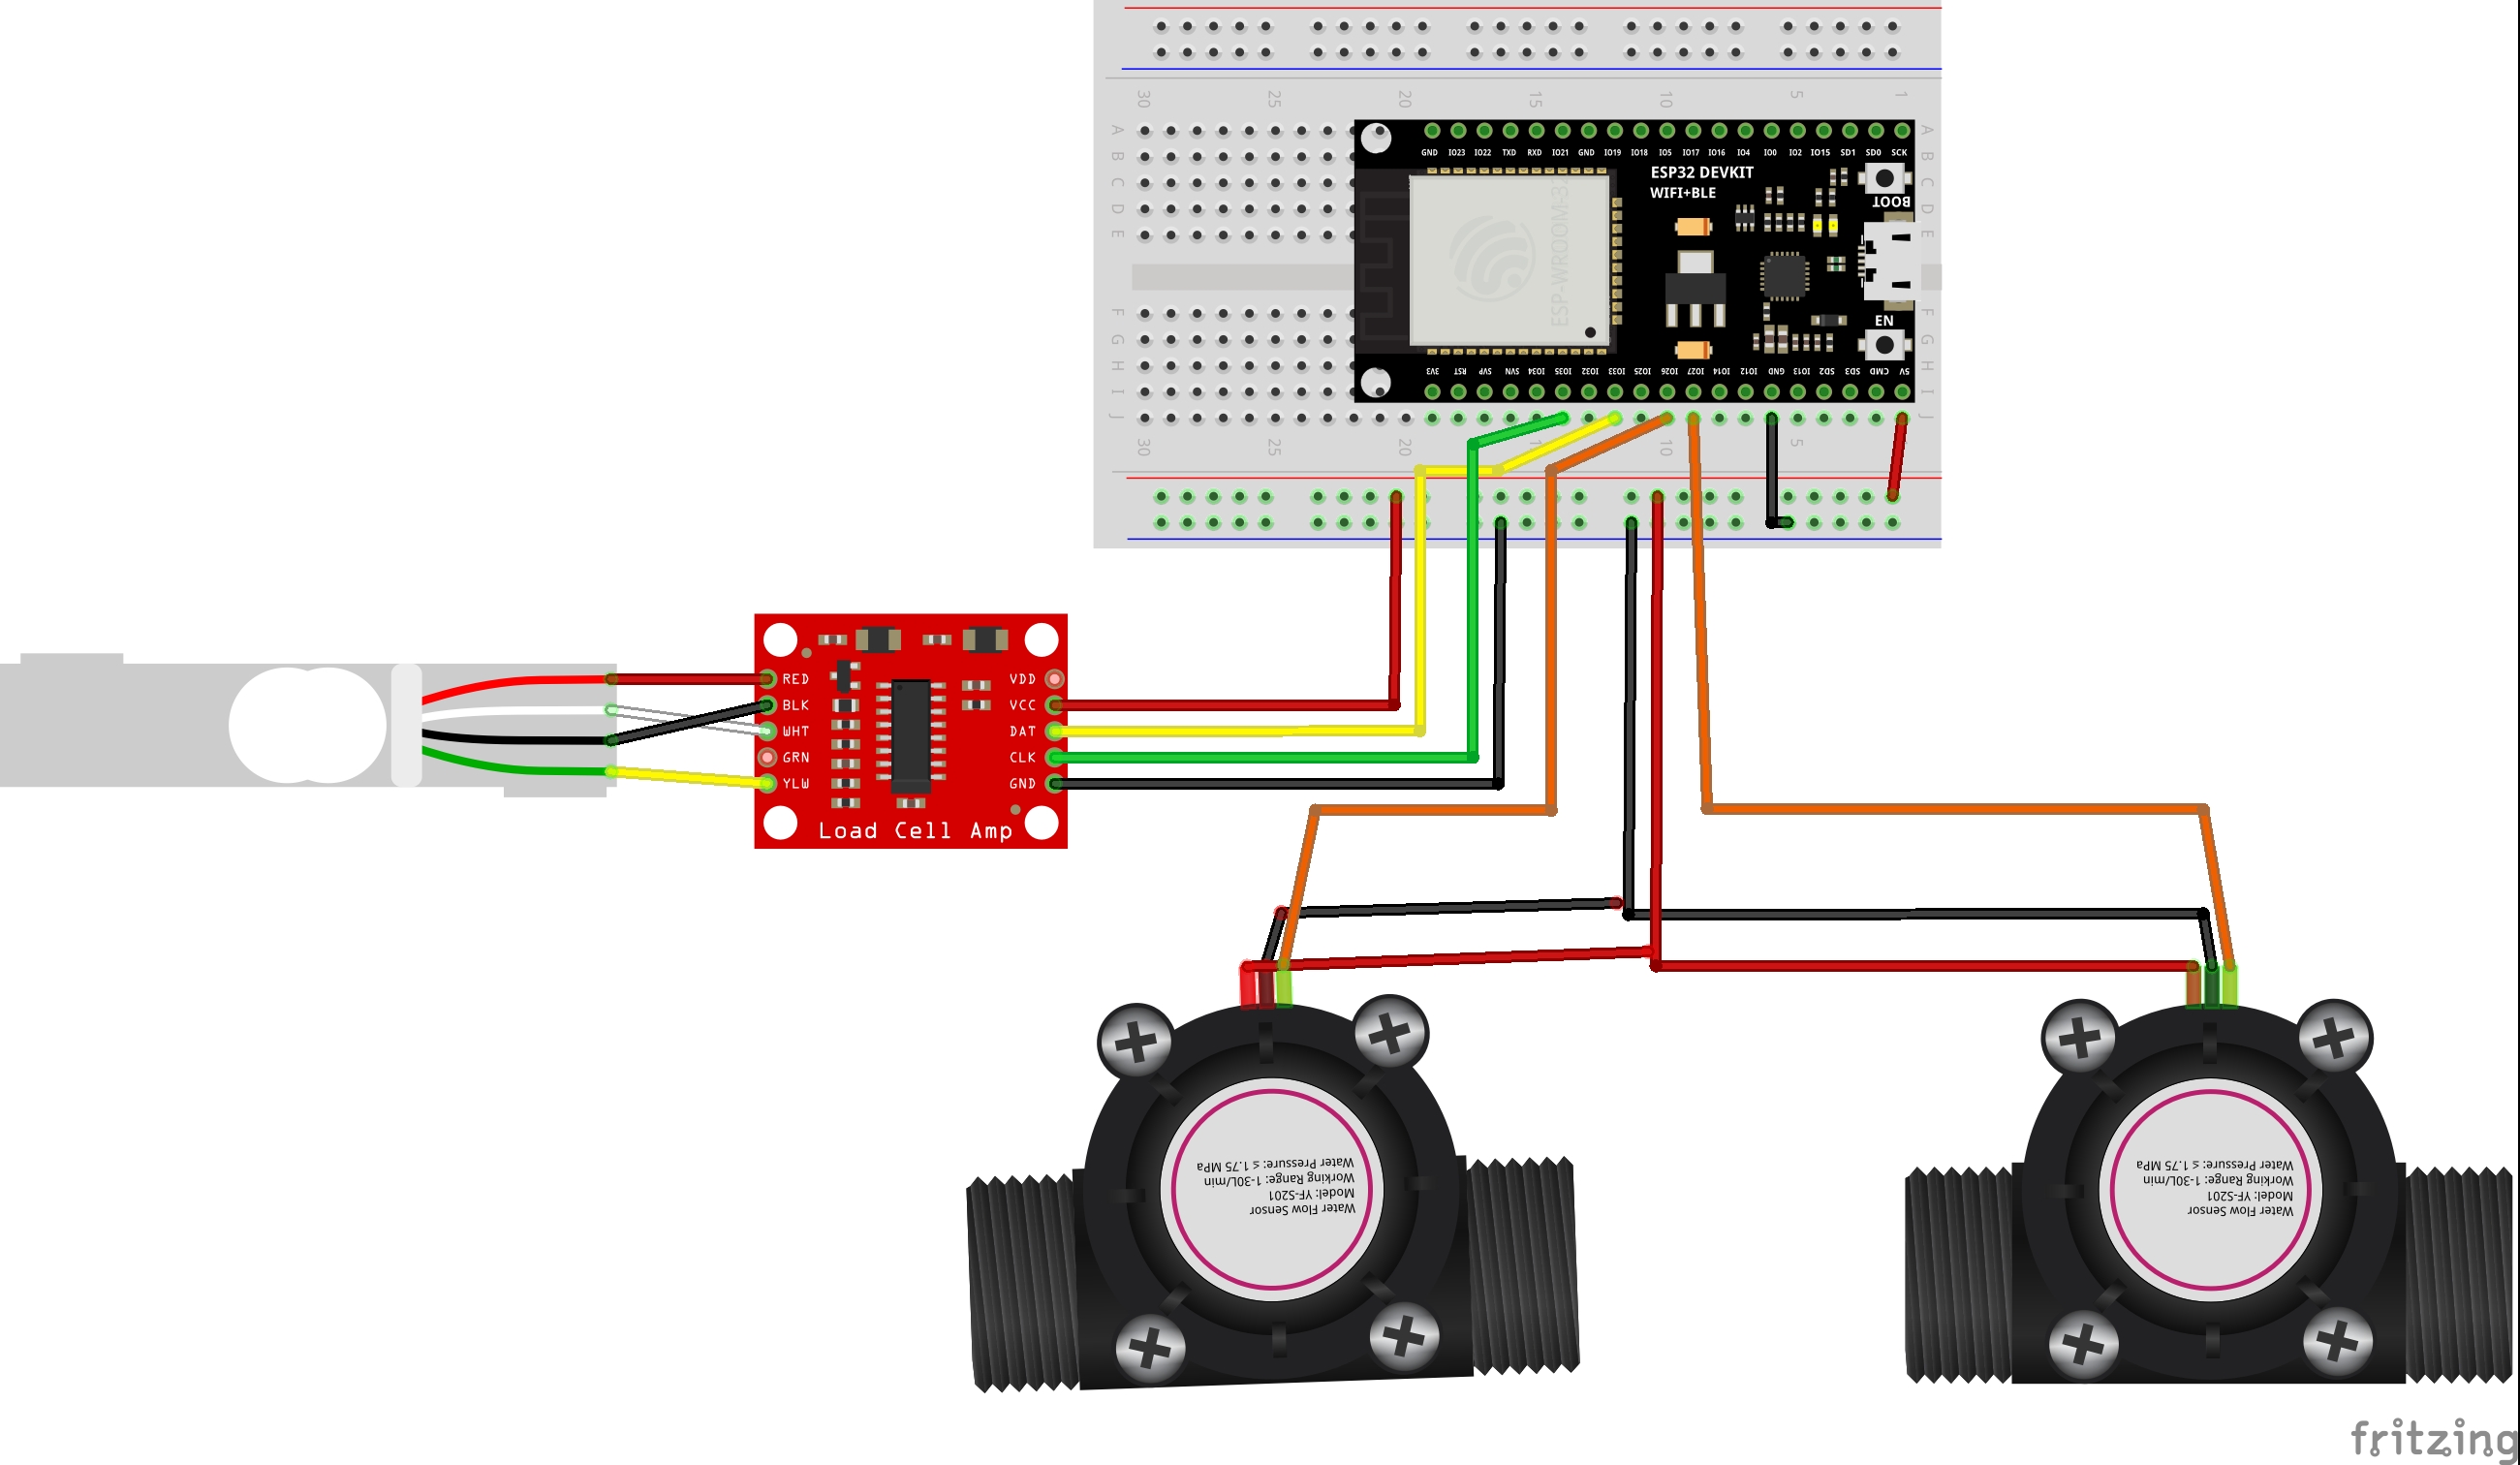 30 25 20 15 10 5 1
A A
B B
C C
D D
E E
F F
G G
H H
I I
J J
30 25 20 1 10 5
GND IO23 IO22 TXD RXD IO21 GND IO19 IO18 IO5 IO17 IO16 IO4 IO0 IO2 IO15 SD1 SD0 SCK
ESP32 DEVKIT
WIFI+BLE
BOOT
ESP-WROOM-3
EN
3V3 RST SVP SVN IO34 IO35 IO32 IO33 IO25 IO26 IO27 IO14 IO12 GND IO13 SD2 SD3 CMD 5V
RED VDD
BLK VCC
WHT DAT
GRN CLK
YLW GND
Load Cell Amp
Water Flow Sensor
Model: YF-S201
Working Range: 1-30L/min
Water Pressure: ≤ 1.75 MPa
Water Flow Sensor
Model: YF-S201
Working Range: 1-30L/min
Water Pressure: ≤ 1.75 MPa
fritzing